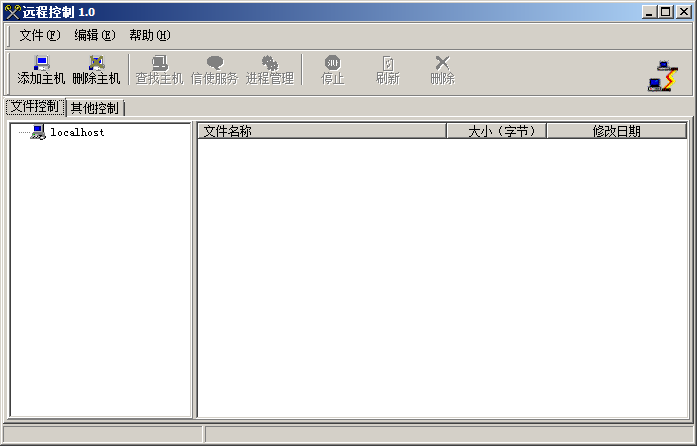 远程控制 1.0
文件(F) 编辑(E) 帮助(H)
添加主机 删除主机 查找主机 信使服务 进程管理 停止 刷新 删除
文件控制 其他控制
localhost
文件名称 大小（字节） 修改日期